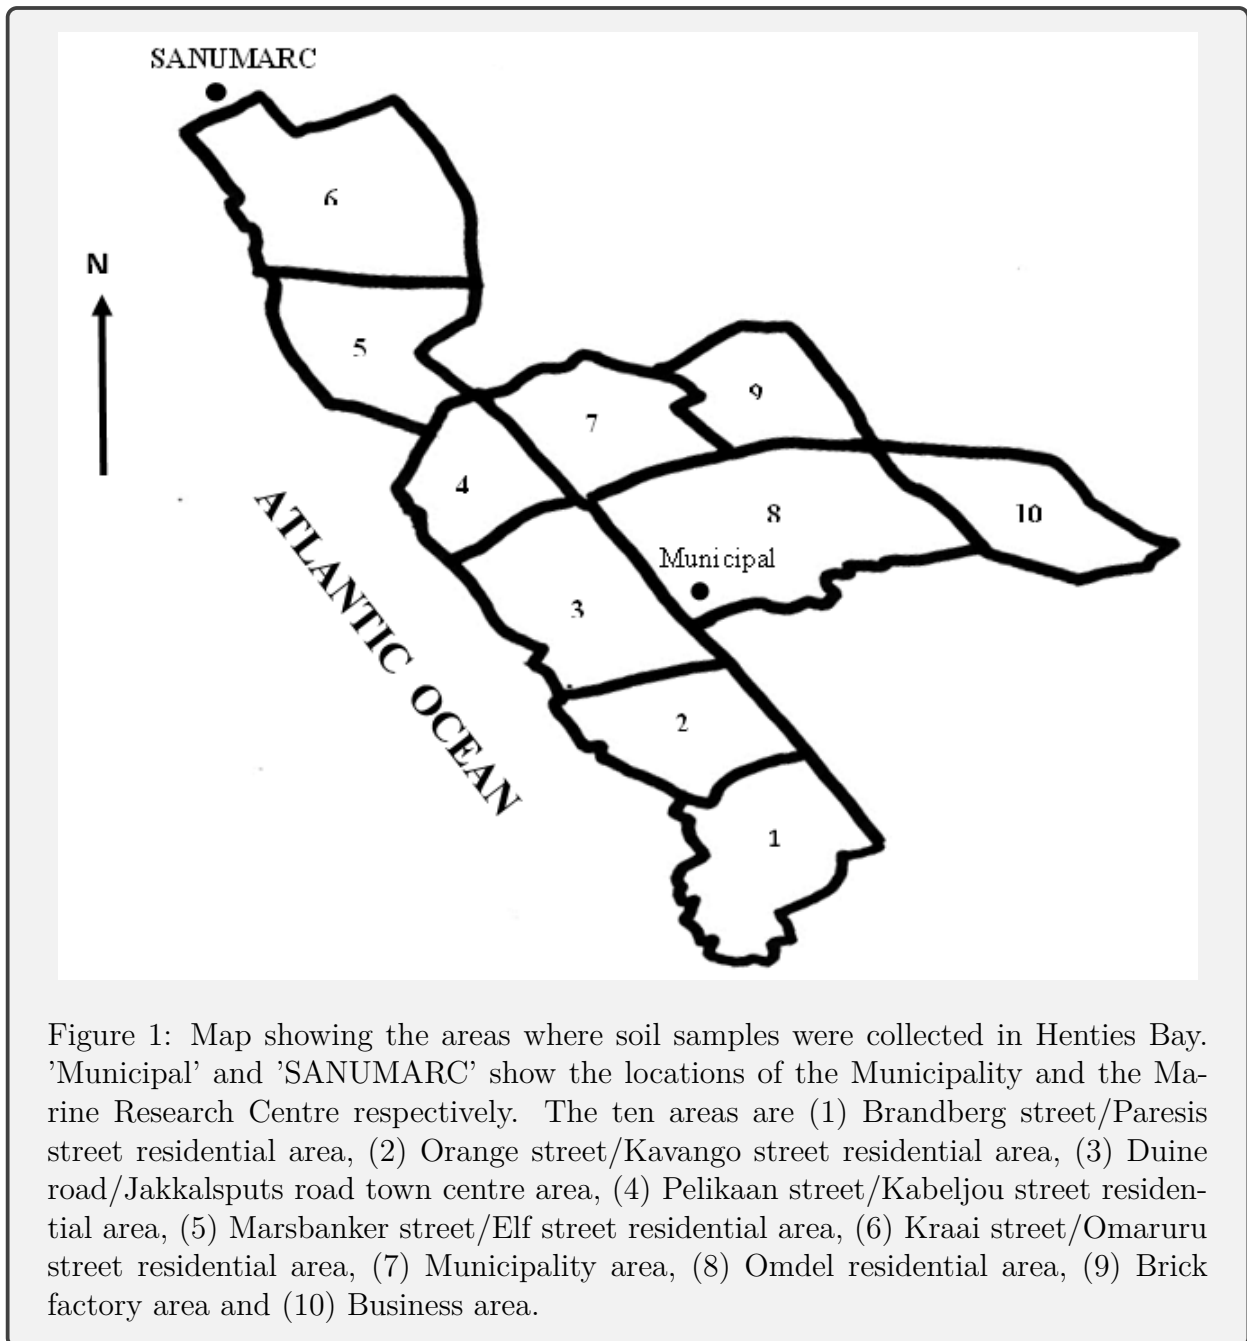 SANUMARC
6
N
5
9
7
4
10
8
Municipal
3
ATLANTIC OCEAN
2
1
Figure 1: Map showing the areas where soil samples were collected in Henties Bay.
'Municipal' and 'SANUMARC' show the locations of the Municipality and the Ma-
rine Research Centre respectively. The ten areas are (1) Brandberg street/Paresis
street residential area, (2) Orange street/Kavango street residential area, (3) Duine
road/Jakkalsputs road town centre area, (4) Pelikaan street/Kabeljou street residen-
tial area, (5) Marsbanker street/Elf street residential area, (6) Kraai street/Omaruru
street residential area, (7) Municipality area, (8) Omdel residential area, (9) Brick
factory area and (10) Business area.